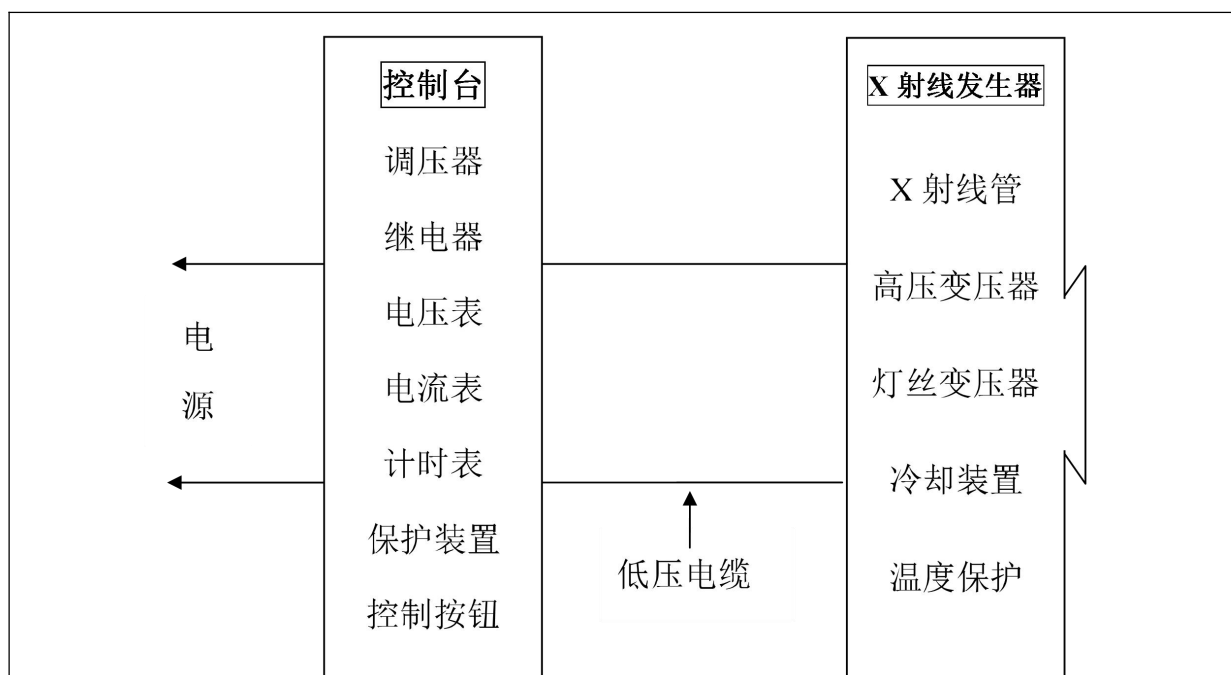 控制台
调压器
继电器
电压表
电流表
计时表
保护装置
控制按钮
电
源
低压电缆
X 射线发生器
X 射线管
高压变压器
灯丝变压器
冷却装置
温度保护